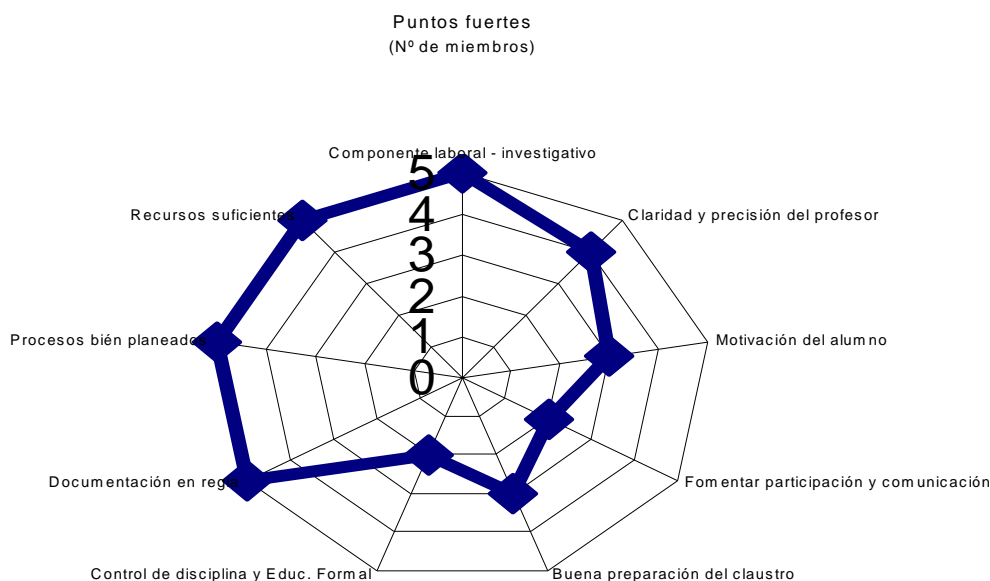 Puntos fuertes
(Nº de miembros)
Componente laboral - investigativo
5
Recursos suficientes
Claridad y precisión del profesor
4
3
2
Procesos bién planeados
1
Motivación del alumno
0
Documentación en regla
Fomentar participación y comunicación
Control de disciplina y Educ. Formal
Buena preparación del claustro